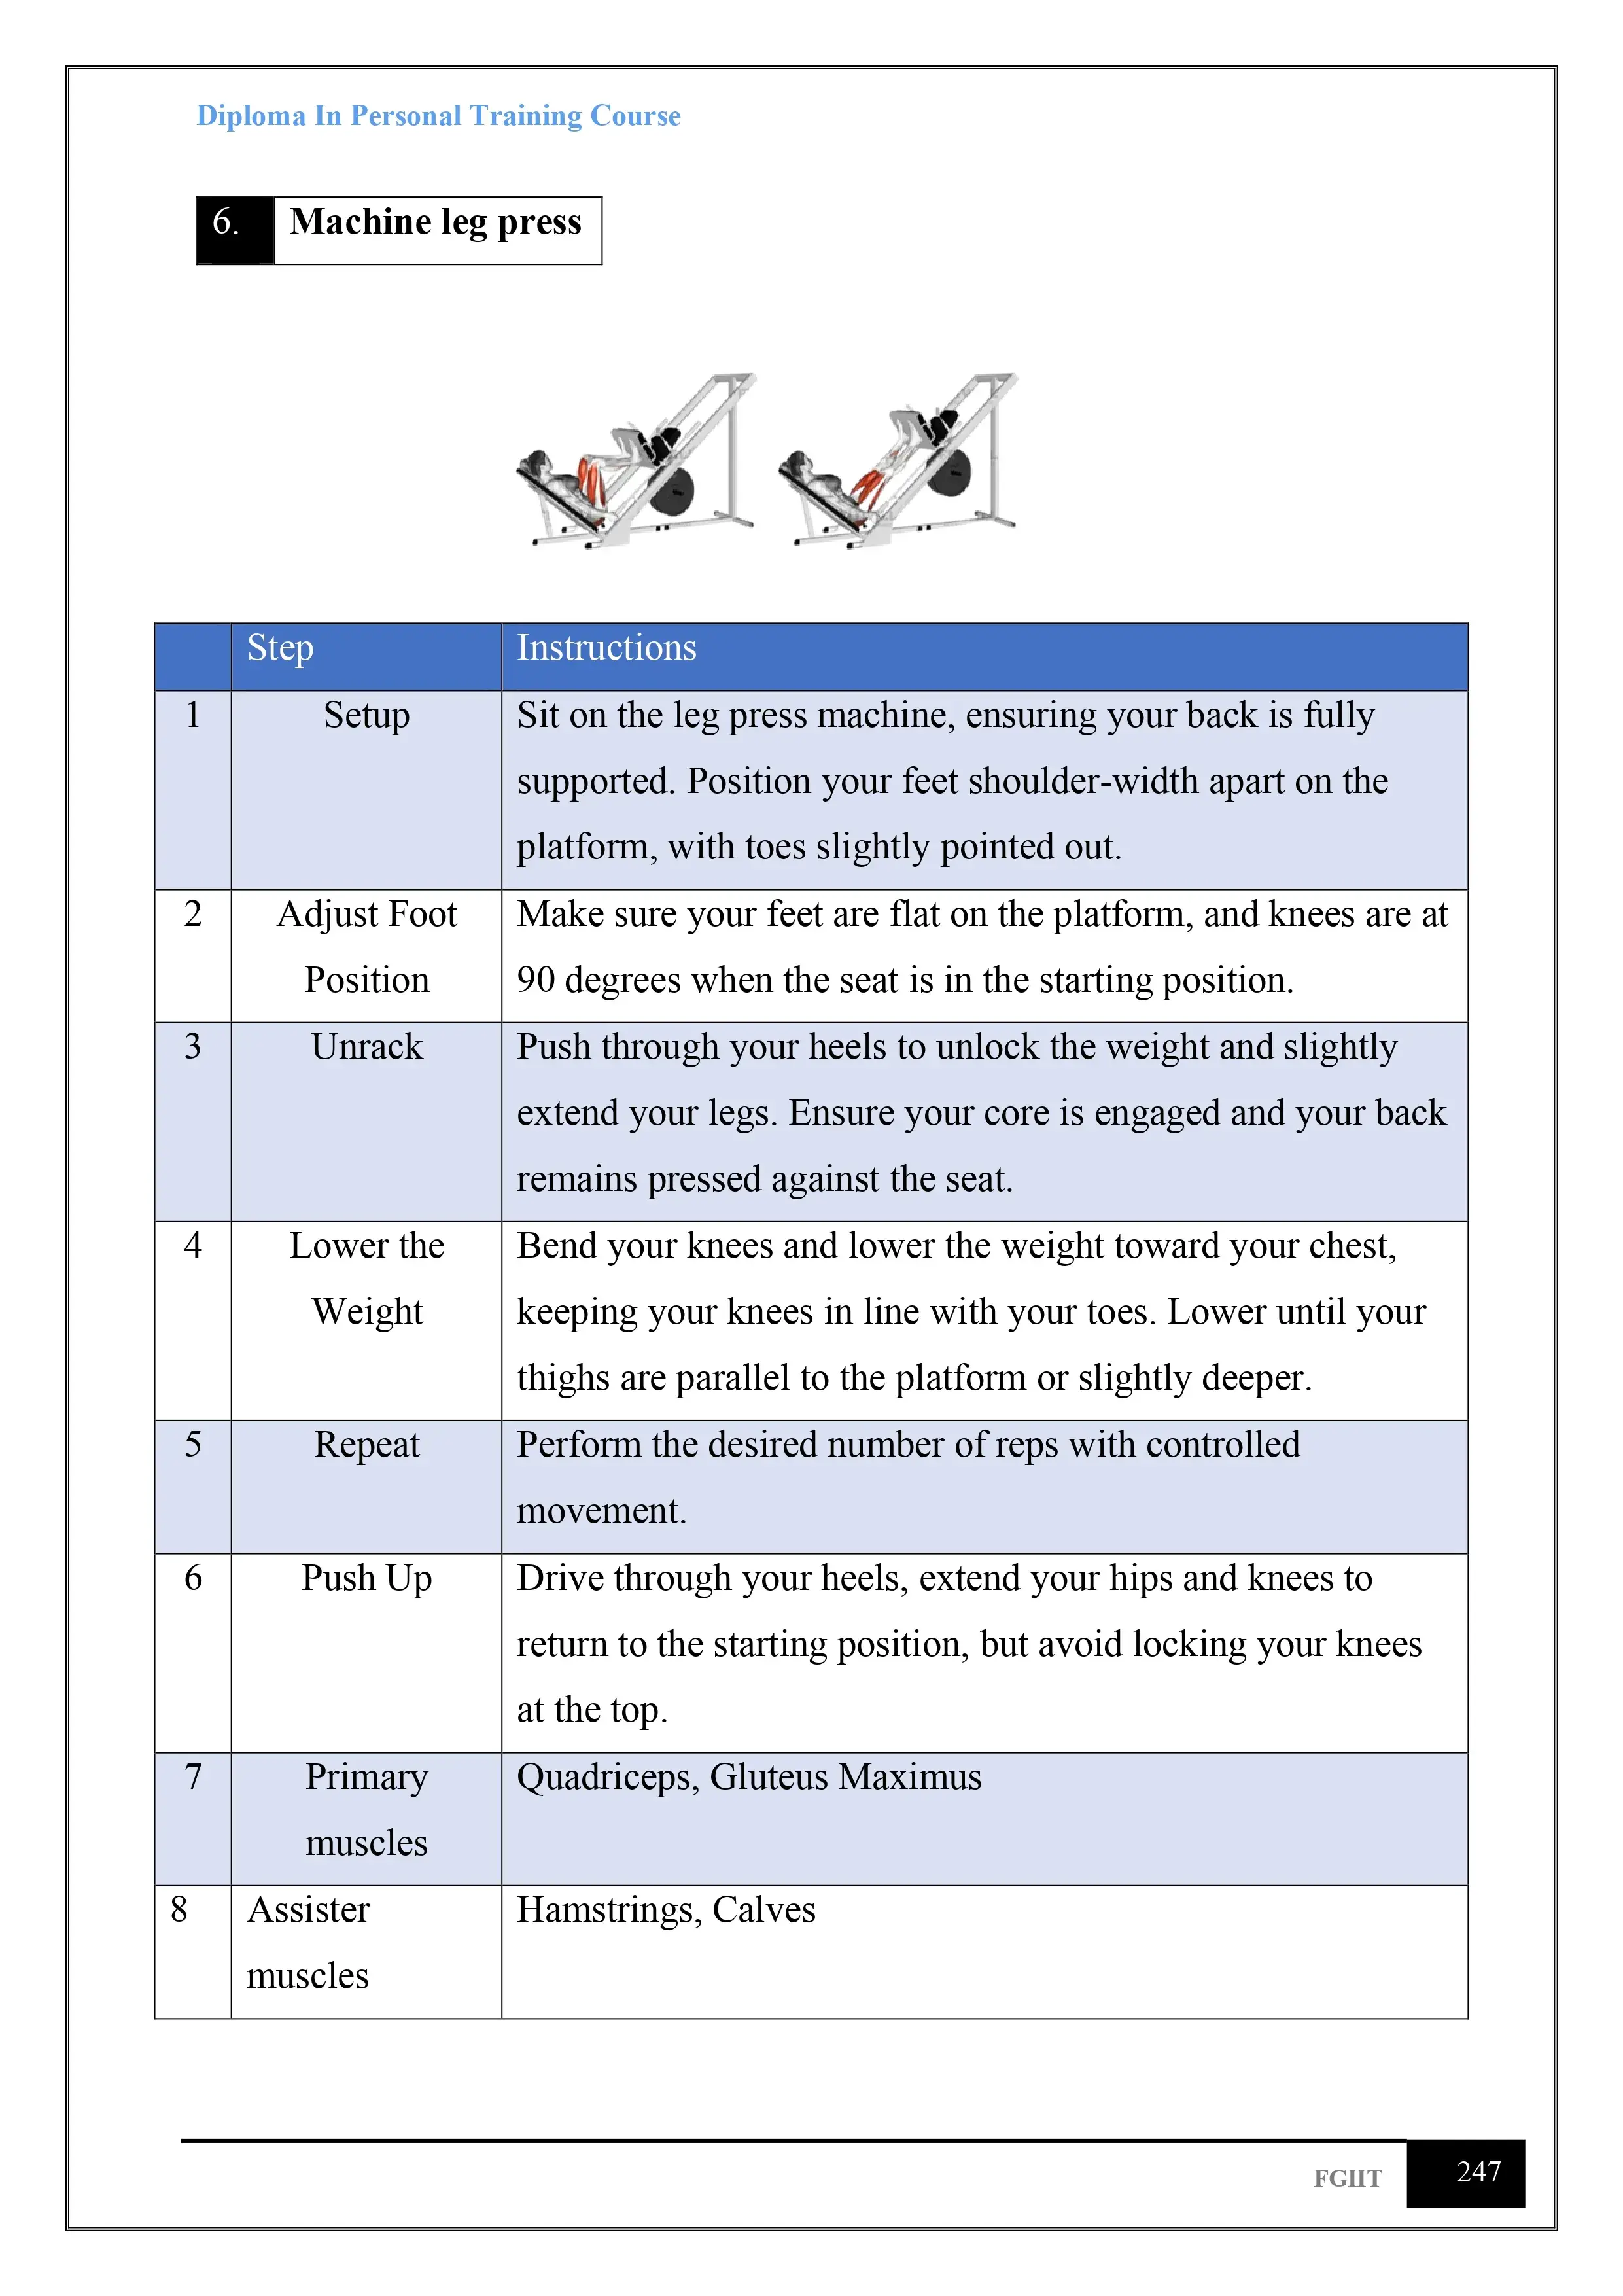 Diploma In Personal Training Course
6. Machine leg press
Step Instructions
1 Setup Sit on the leg press machine, ensuring your back is fully
supported. Position your feet shoulder-width apart on the
platform, with toes slightly pointed out.
2 Adjust Foot Make sure your feet are flat on the platform, and knees are at
Position 90 degrees when the seat is in the starting position.
3 Unrack Push through your heels to unlock the weight and slightly
extend your legs. Ensure your core is engaged and your back
remains pressed against the seat.
4 Lower the Bend your knees and lower the weight toward your chest,
Weight keeping your knees in line with your toes. Lower until your
thighs are parallel to the platform or slightly deeper.
5 Repeat Perform the desired number of reps with controlled
movement.
6 Push Up Drive through your heels, extend your hips and knees to
return to the starting position, but avoid locking your knees
at the top.
7 Primary Quadriceps, Gluteus Maximus
muscles
8 Assister Hamstrings, Calves
muscles
FGIIT 247